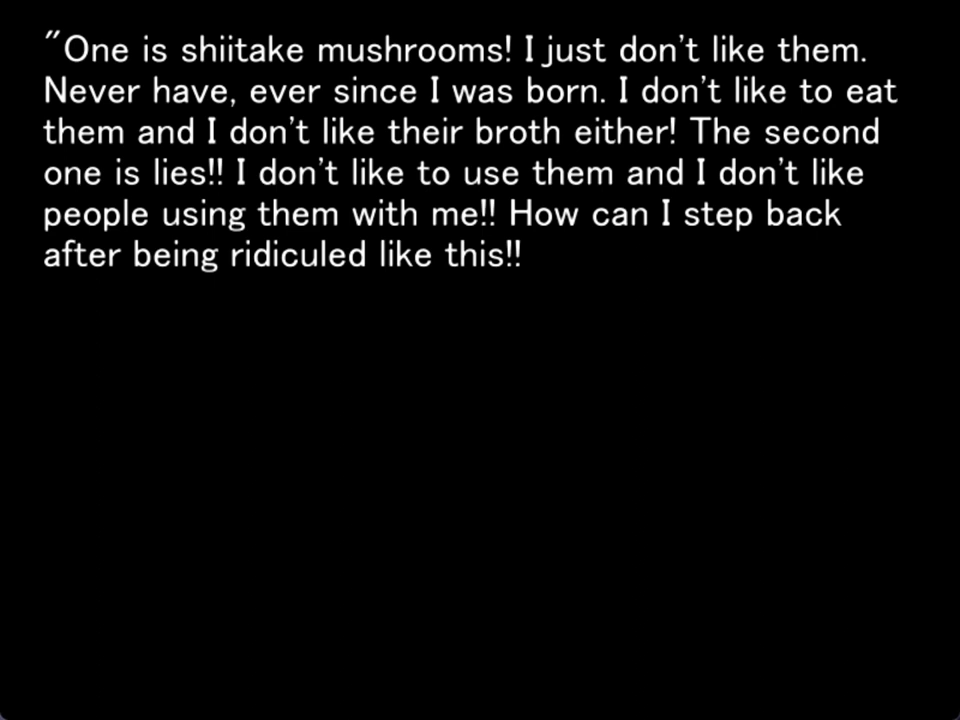 "One is shiitake mushrooms! I just don't like them.
Never have, ever since I was born. I don't like to eat
them and I don't like their broth either! The second
one is lies!! I don't like to use them and I don't like
people using them with me!! How can I step back
after being ridiculed like this!!